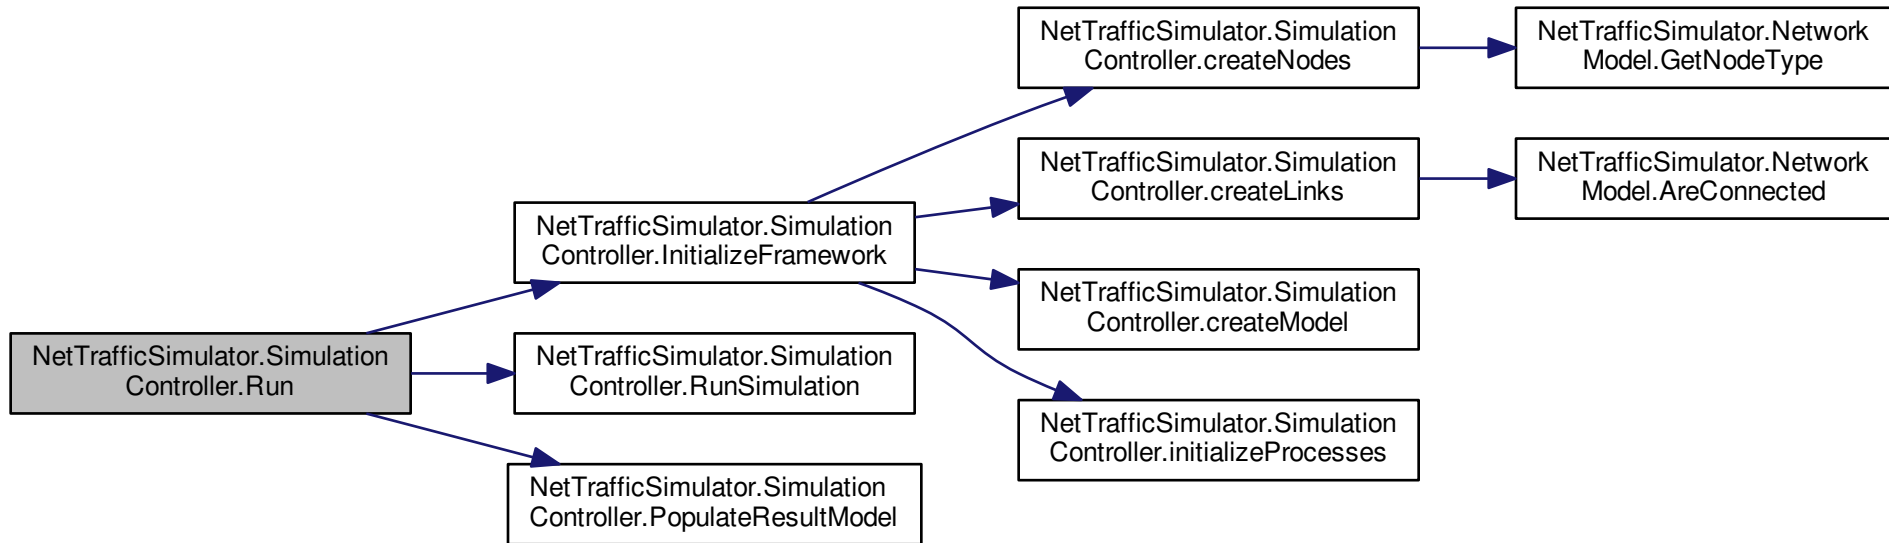 NetTrafficSimulator.Simulation
Controller.Run
NetTrafficSimulator.Simulation
Controller.InitializeFramework
NetTrafficSimulator.Simulation
Controller.RunSimulation
NetTrafficSimulator.Simulation
Controller.PopulateResultModel
NetTrafficSimulator.Simulation
Controller.createNodes
NetTrafficSimulator.Simulation
Controller.createLinks
NetTrafficSimulator.Simulation
Controller.createModel
NetTrafficSimulator.Simulation
Controller.initializeProcesses
NetTrafficSimulator.Network
Model.GetNodeType
NetTrafficSimulator.Network
Model.AreConnected